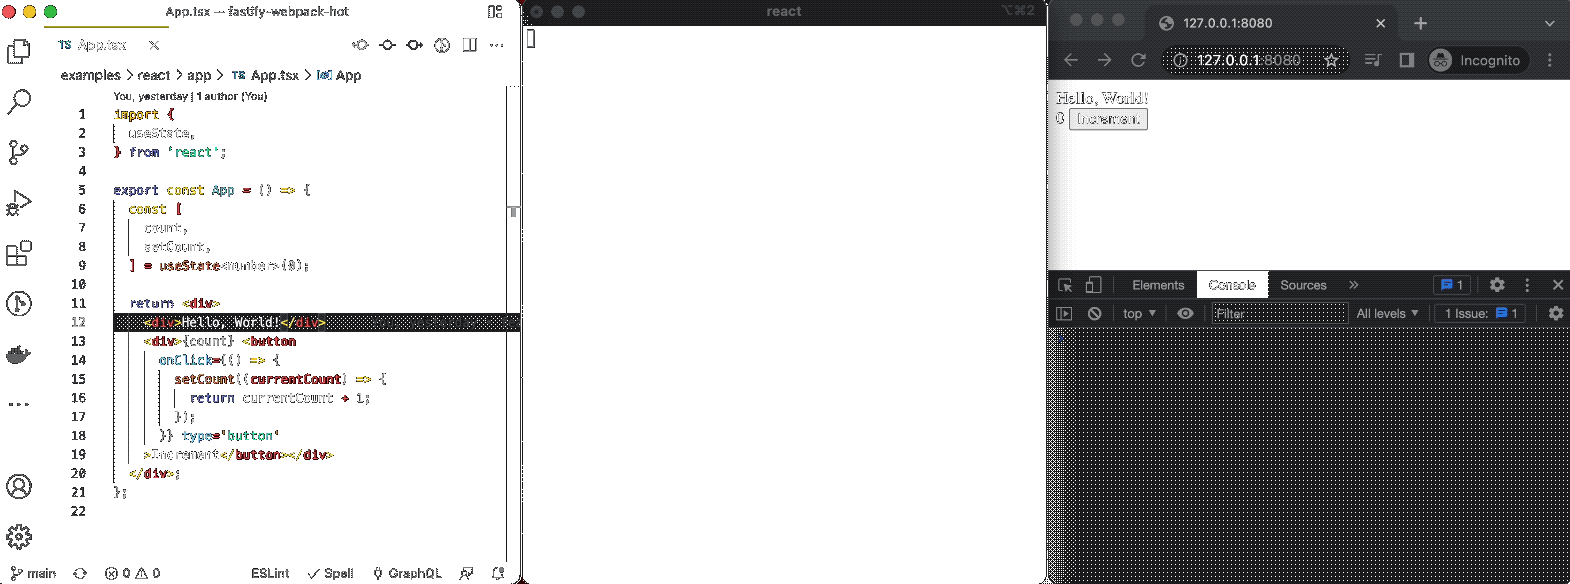 App.tsx — fastify-webpack-hot
TS App.tsx
examples > react > app > TS App.tsx > App
You, yesterday | 1 author (You)
1 import {
2 useState,
3 } from 'react';
4
5 export const App = () => {
6 const [
7 count,
8 setCount,
9 ] = useState<number>(0);
10
11 return <div>
12 <div>Hello, World!</div>
13 <div>{count} <button
14 onClick={() => {
15 setCount((currentCount) => {
16 return currentCount + 1;
17 });
18 }} type='button'
19 >Increment</button></div>
20 </div>;
21 };
22
main 0 0 ESLint Spell GraphQL
react
⌥⌘2
127.0.0.1:8080
127.0.0.1:8080 Incognito
Hello, World!
0 Increment
Elements Console Sources » 1
top Filter All levels 1 Issue: 1